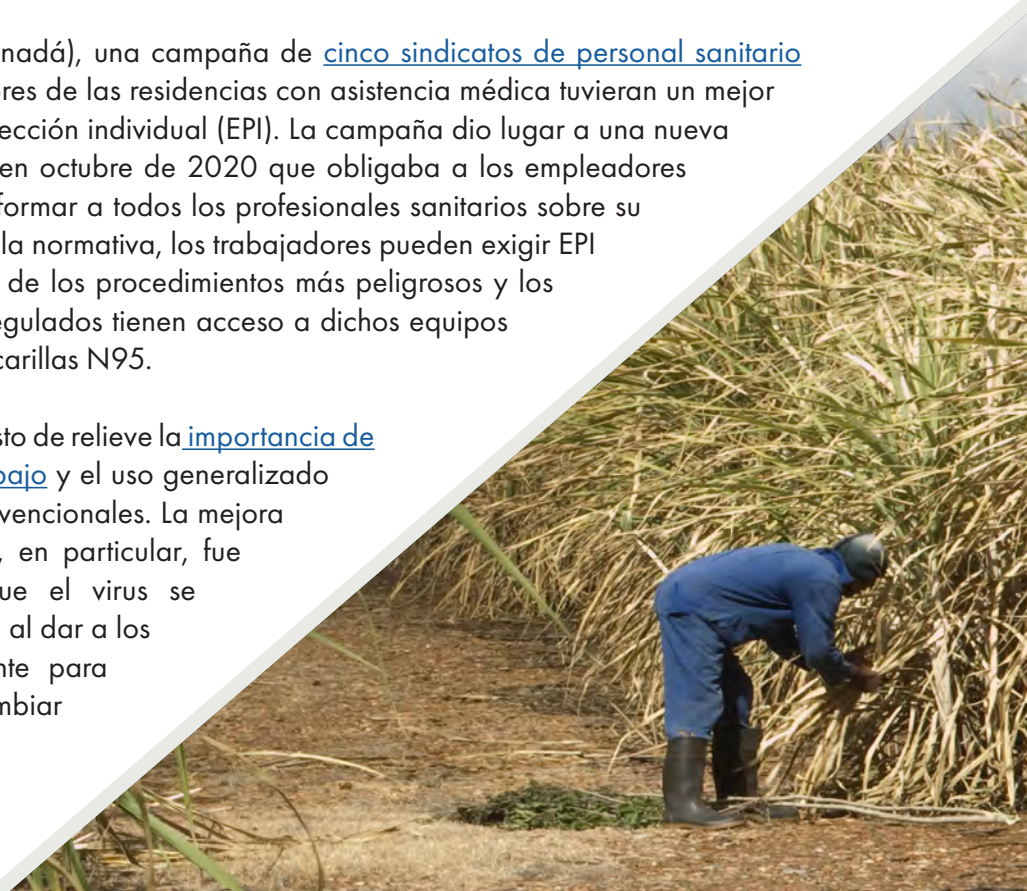 nadá), una campaña de cinco sindicatos de personal sanitario
res de las residencias con asistencia médica tuvieran un mejor
ección individual (EPI). La campaña dio lugar a una nueva
en octubre de 2020 que obligaba a los empleadores
formar a todos los profesionales sanitarios sobre su
la normativa, los trabajadores pueden exigir EPI
de los procedimientos más peligrosos y los
egulados tienen acceso a dichos equipos
carillas N95.
sto de relieve la importancia de
bajo y el uso generalizado
vencionales. La mejora
, en particular, fue
ue el virus se
al dar a los
nte para
mbiar